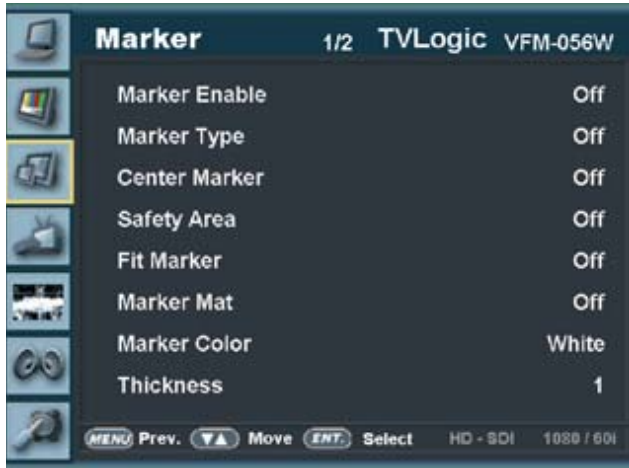 Marker 1/2 TVLogic VFM-056W
Marker Enable Off
Marker Type Off
Center Marker Off
Safety Area Off
Fit Marker Off
Marker Mat Off
Marker Color White
Thickness 1
MENU Prev. ▼▲ Move ENT. Select HD - SDI 1080 / 60i